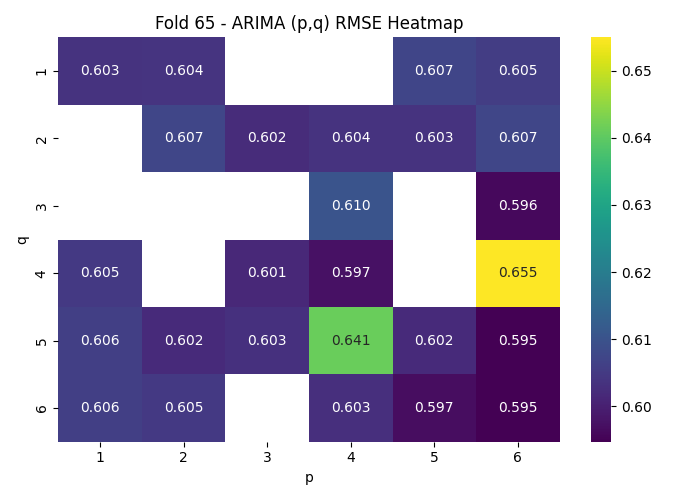 Fold 65 - ARIMA (p,q) RMSE Heatmap
1 0.603 0.604 0.607 0.605
2 0.607 0.602 0.604 0.603 0.607
3 0.610 0.596
4 0.605 0.601 0.597 0.655
5 0.606 0.602 0.603 0.641 0.602 0.595
6 0.606 0.605 0.603 0.597 0.595
1 2 3 4 5 6
p
q
0.65
0.64
0.63
0.62
0.61
0.60